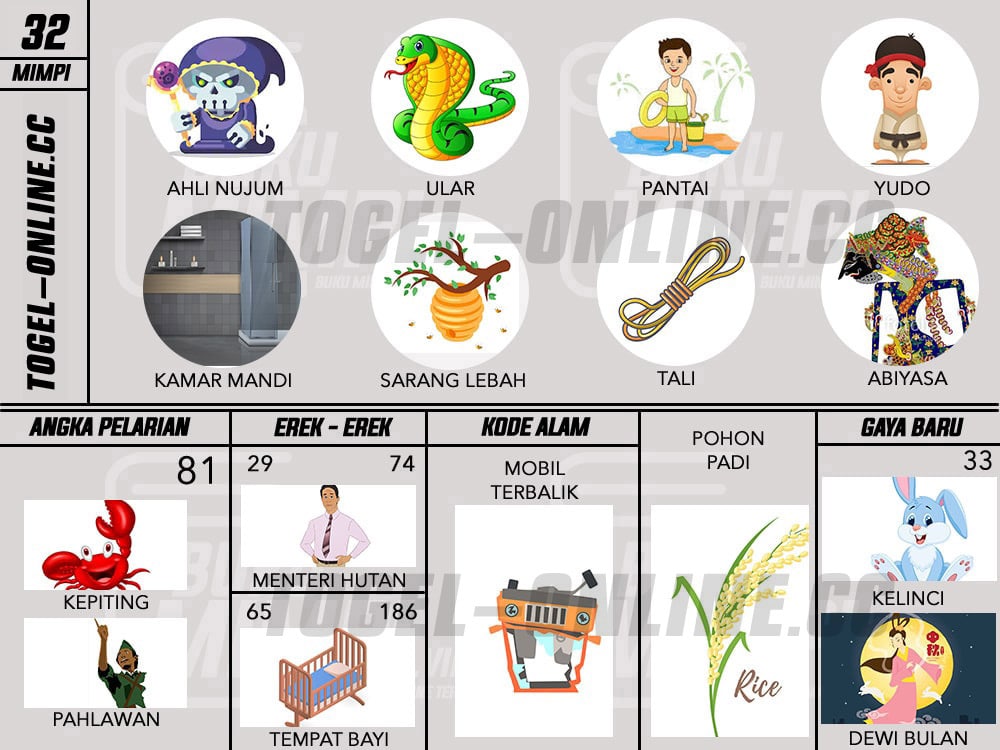 32
MIMPI
TOGEL-ONLINE.CC
AHLI NUJUM
ULAR
PANTAI
YUDO
TOGEL-ONLINE.CC
KAMAR MANDI
SARANG LEBAH
TALI
ABIYASA
ANGKA PELARIAN
81
KEPITING
PAHLAWAN
EREK - EREK
29 74
MENTERI HUTAN
65 186
TEMPAT BAYI
KODE ALAM
MOBIL
TERBALIK
POHON
PADI
Rice
GAYA BARU
33
KELINCI
中秋
DEWI BULAN
TOGEL-ONLINE.CC